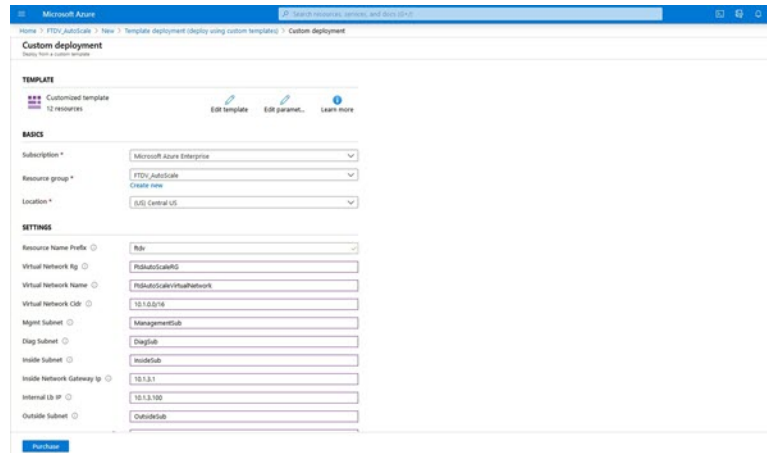 Microsoft Azure
Search resources, services, and docs (G+/)
Home > FTDV_AutoScale > New > Template deployment (deploy using custom templates) > Custom deployment
Custom deployment
Deploy from a custom template
TEMPLATE
Customized template
12 resources
Edit template
Edit paramet...
Learn more
BASICS
Subscription *
Microsoft Azure Enterprise
Resource group *
FTDV_AutoScale
Create new
Location *
(US) Central US
SETTINGS
Resource Name Prefix
ftdv
Virtual Network Rg
FtdAutoScaleRG
Virtual Network Name
FtdAutoScaleVirtualNetwork
Virtual Network Cidr
10.1.0.0/16
Mgmt Subnet
ManagementSub
Diag Subnet
DiagSub
Inside Subnet
InsideSub
Inside Network Gateway Ip
10.1.3.1
Internal Lb IP
10.1.3.100
Outside Subnet
OutsideSub
Purchase